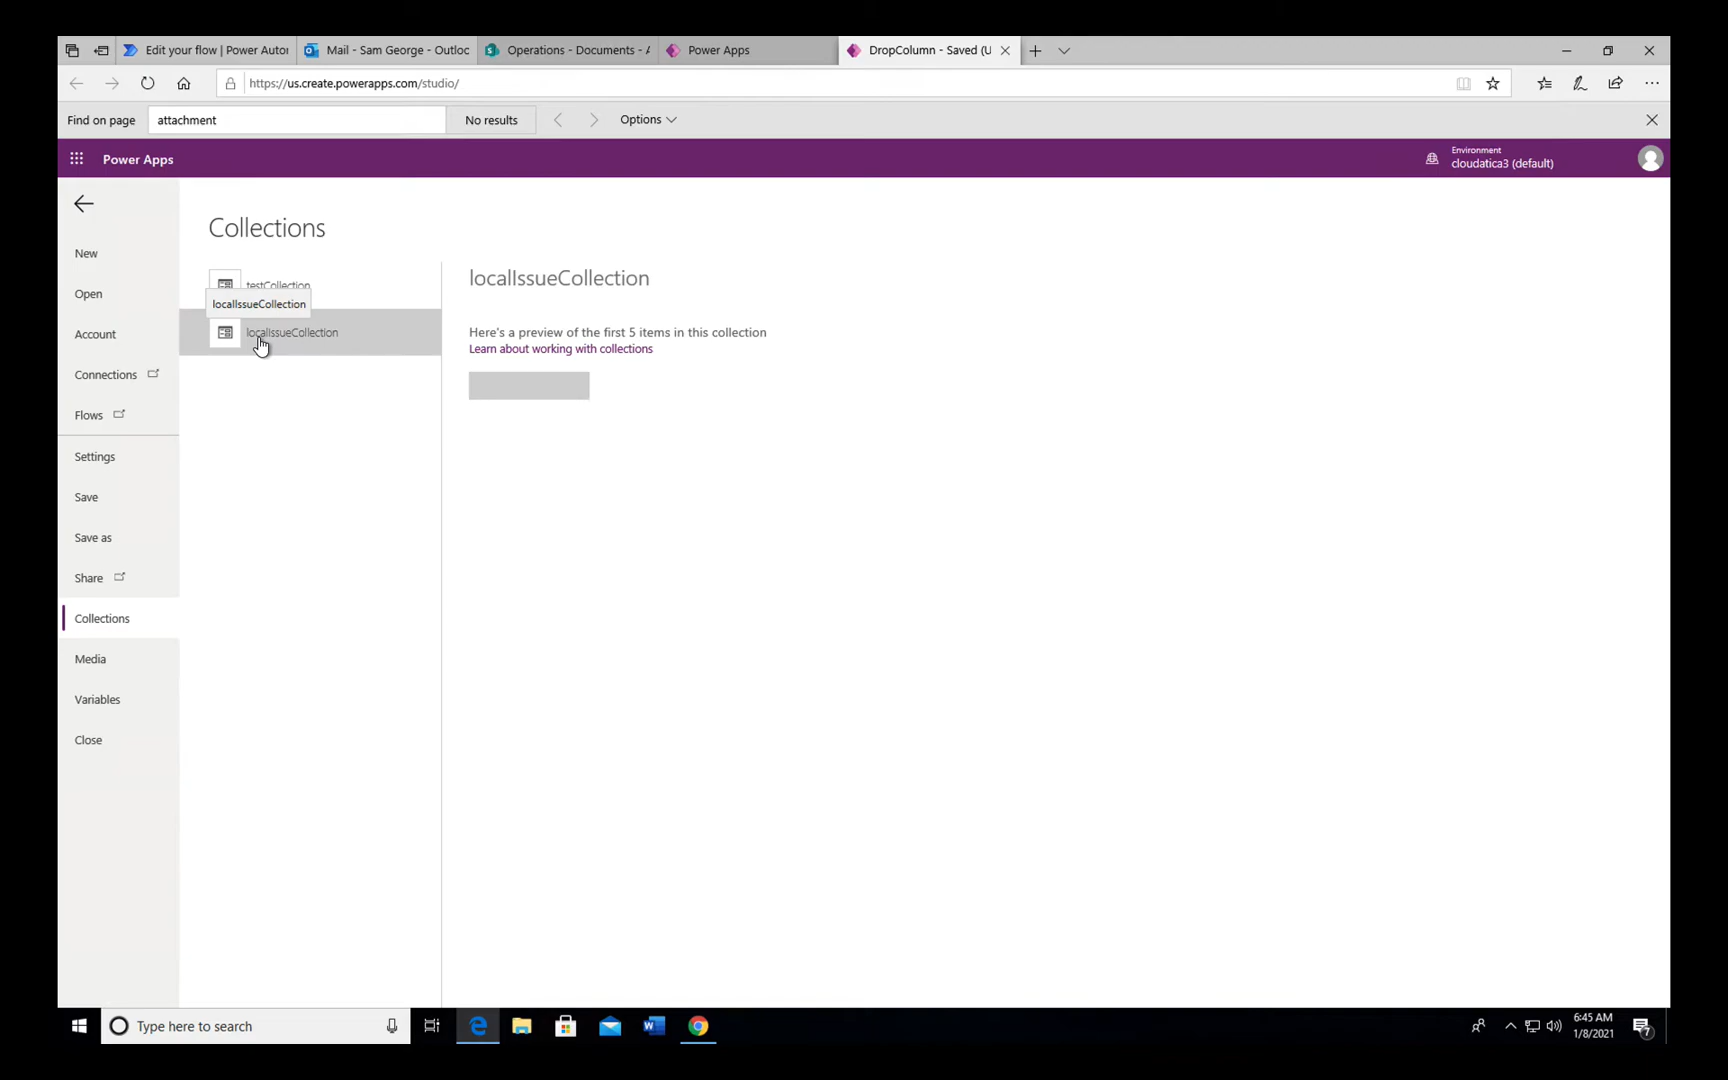 Edit your flow | Power Autor
Mail - Sam George - Outloc
Operations - Documents - A
Power Apps
DropColumn - Saved (U
https://us.create.powerapps.com/studio/
Find on page
attachment
No results
Options
Power Apps
Environment
cloudatica3 (default)
New
Open
Account
Connections
Flows
Settings
Save
Save as
Share
Collections
Media
Variables
Close
Collections
testCollection
localIssueCollection
localIssueCollection
localIssueCollection
Here's a preview of the first 5 items in this collection
Learn about working with collections
Type here to search
6:45 AM
1/8/2021
7